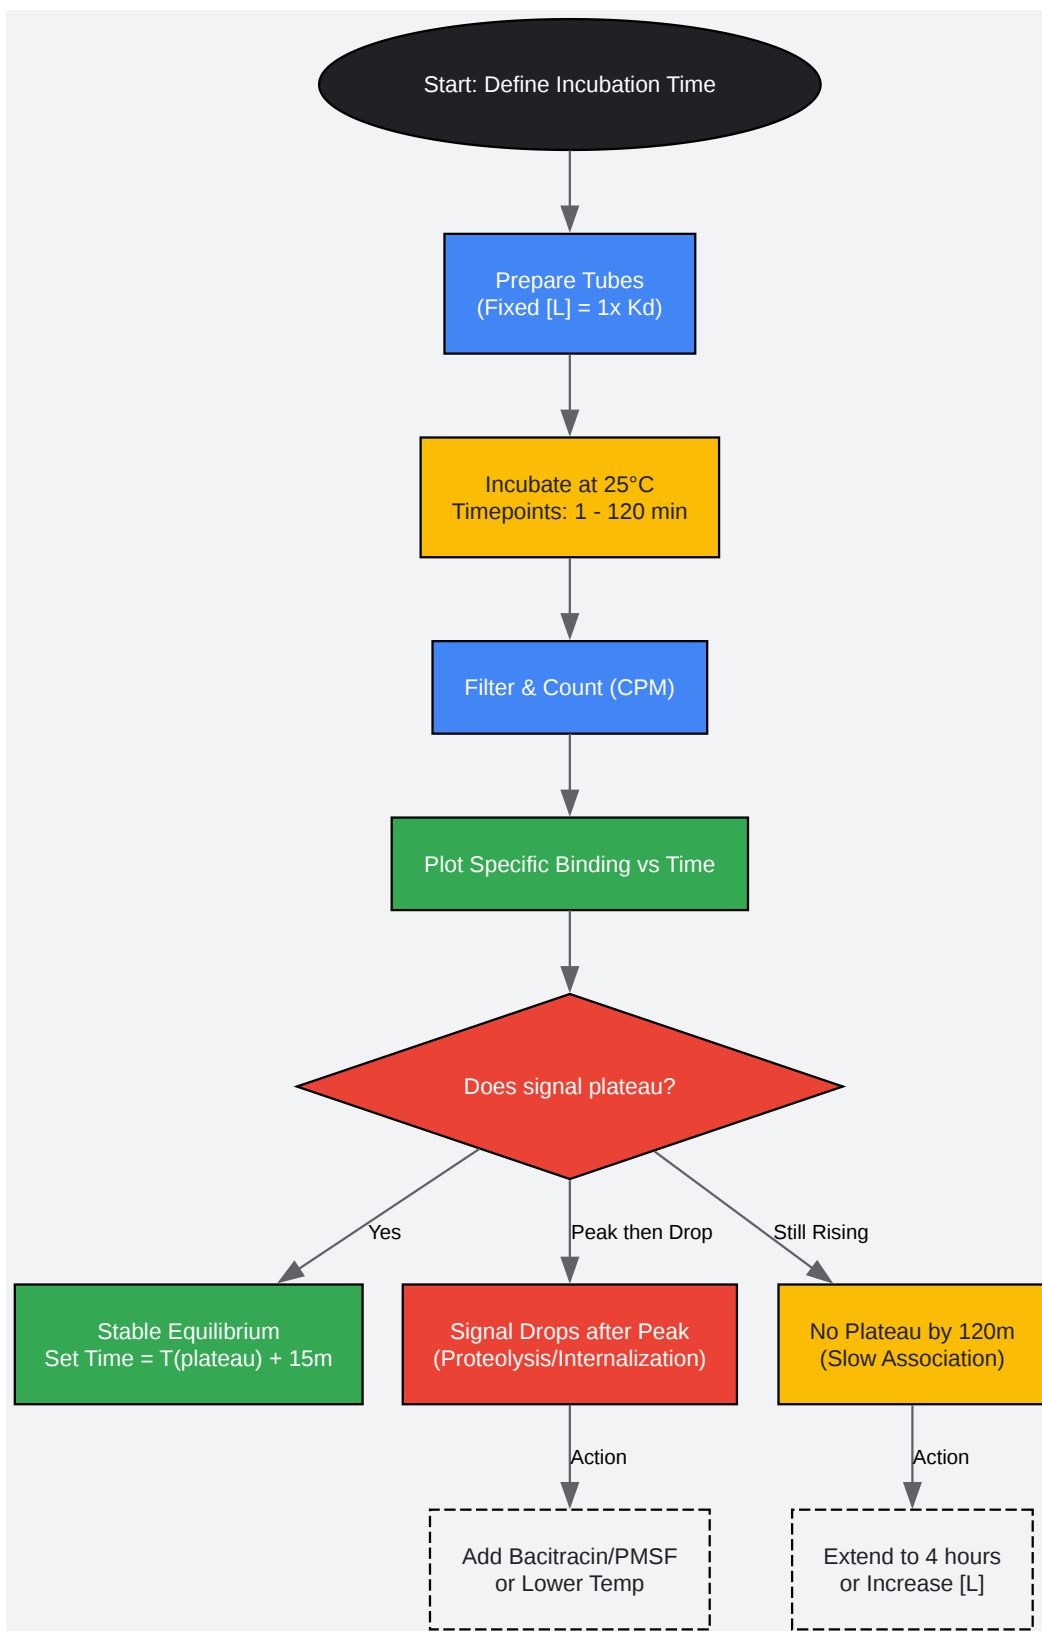 Start: Define Incubation Time
Prepare Tubes
(Fixed [L] = 1x Kd)
Incubate at 25°C
Timepoints: 1 - 120 min
Filter & Count (CPM)
Plot Specific Binding vs Time
Does signal plateau?
Yes
Peak then Drop
Still Rising
Stable Equilibrium
Set Time = T(plateau) + 15m
Signal Drops after Peak
(Proteolysis/Internalization)
No Plateau by 120m
(Slow Association)
Action
Action
Add Bacitracin/PMSF
or Lower Temp
Extend to 4 hours
or Increase [L]